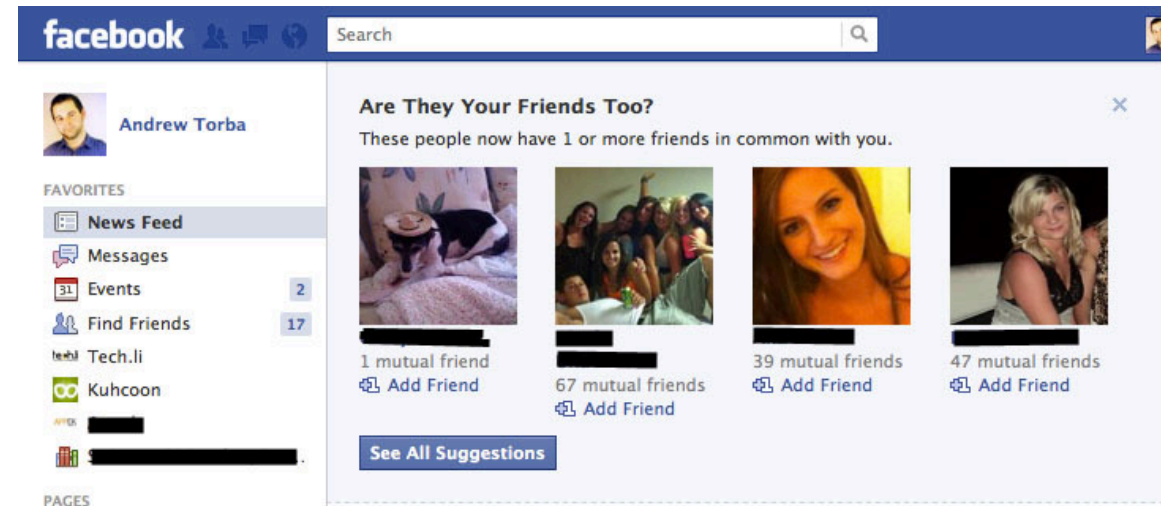 facebook
Search
Andrew Torba
Are They Your Friends Too?
These people now have 1 or more friends in common with you.
FAVORITES
News Feed
Messages
31 Events 2
Find Friends 17
Tech.li
Kuhcoon
1 mutual friend
Add Friend
67 mutual friends
Add Friend
39 mutual friends
Add Friend
47 mutual friends
Add Friend
See All Suggestions
PAGES